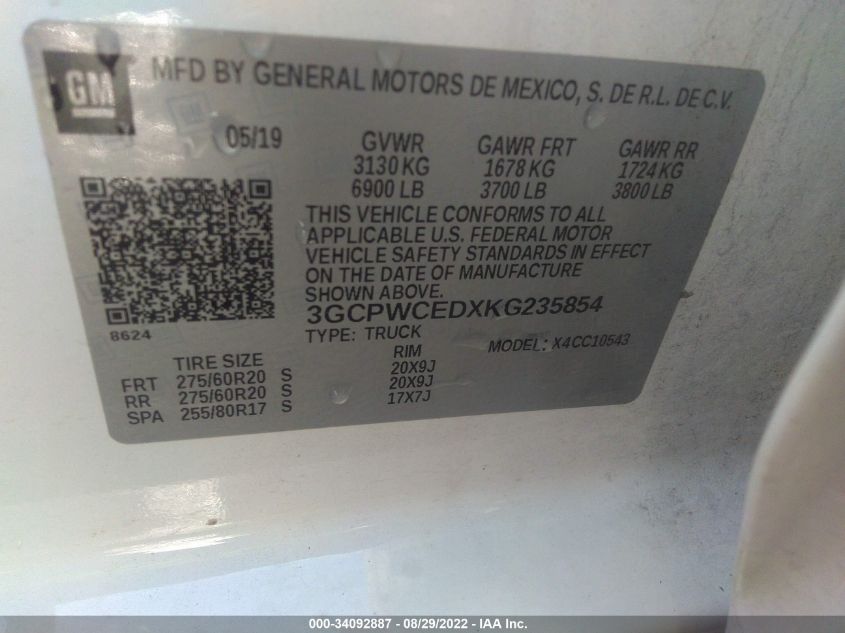 GM
MFD BY GENERAL MOTORS DE MEXICO, S. DE R.L. DE C.V.
05/19 GVWR GAWR FRT GAWR RR
3130 KG 1678 KG 1724 KG
6900 LB 3700 LB 3800 LB
THIS VEHICLE CONFORMS TO ALL
APPLICABLE U.S. FEDERAL MOTOR
VEHICLE SAFETY STANDARDS IN EFFECT
ON THE DATE OF MANUFACTURE
SHOWN ABOVE.
3GCPWCEDXKG235854
8624
TYPE: TRUCK MODEL: X4CC10543
TIRE SIZE RIM
FRT 275/60R20 S 20X9J
RR 275/60R20 S 20X9J
SPA 255/80R17 S 17X7J
000-34092887 - 08/29/2022 - IAA Inc.